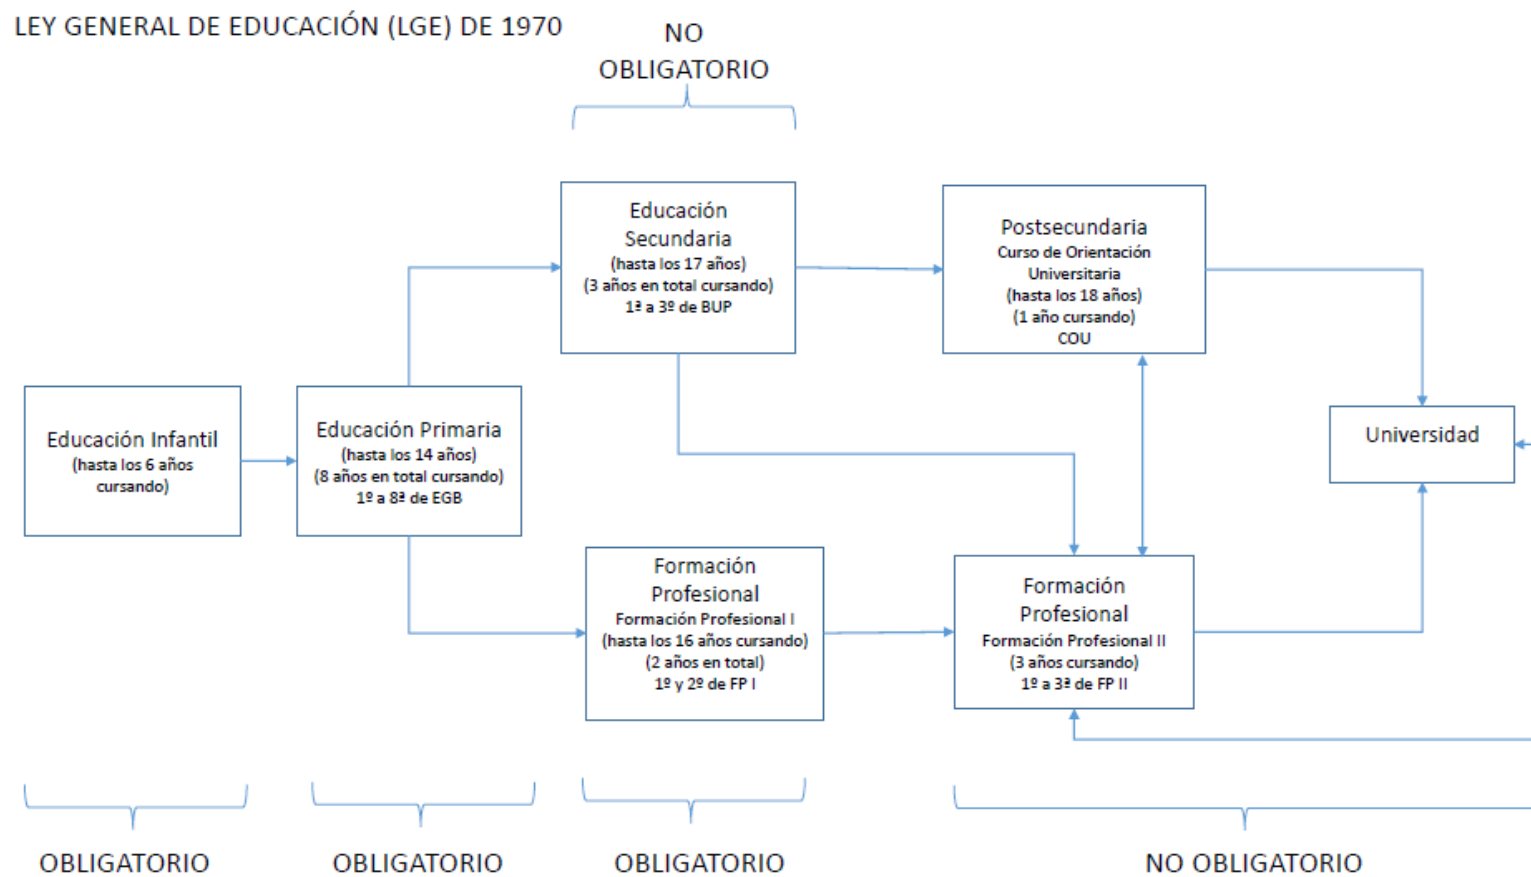 LEY GENERAL DE EDUCACIÓN (LGE) DE 1970
NO
OBLIGATORIO
Educación
Secundaria
(hasta los 17 años)
(3 años en total cursando)
1ª a 3º de BUP
Postsecundaria
Curso de Orientación
Universitaria
(hasta los 18 años)
(1 año cursando)
COU
Educación Infantil
(hasta los 6 años
cursando)
Educación Primaria
(hasta los 14 años)
(8 años en total cursando)
1º a 8ª de EGB
Universidad
Formación
Profesional
Formación Profesional I
(hasta los 16 años cursando)
(2 años en total)
1º y 2º de FP I
Formación
Profesional
Formación Profesional II
(3 años cursando)
1º a 3ª de FP II
OBLIGATORIO
OBLIGATORIO
OBLIGATORIO
NO OBLIGATORIO